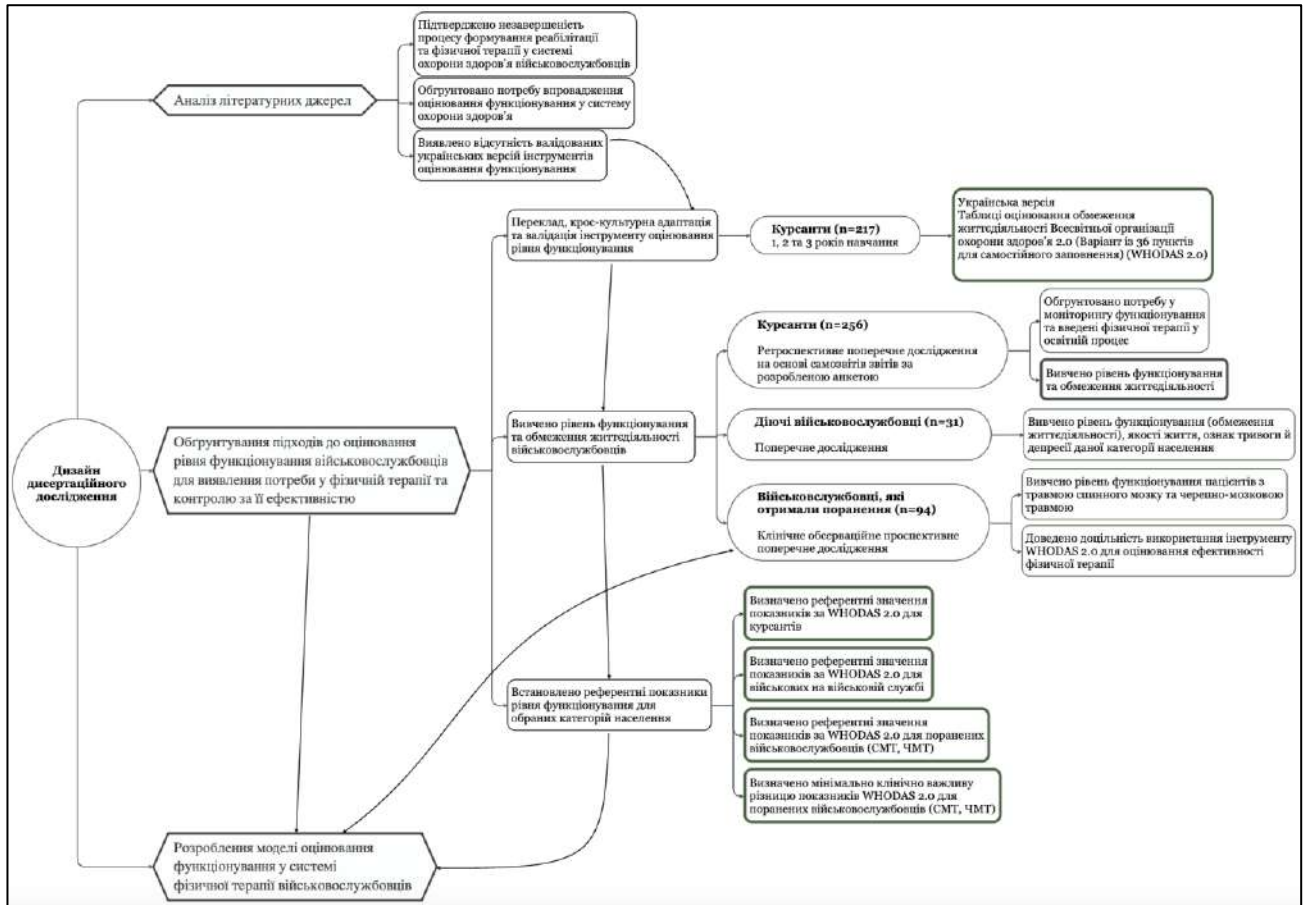 Підтверджено незавершеність
процесу формування реабілітації
та фізичної терапії у системі
охорони здоров'я військовослужбовців
Аналіз літературних джерел
Обґрунтовано потребу впровадження
оцінювання функціонування у систему
охорони здоров'я
Виявлено відсутність валідованих
українських версій інструментів
оцінювання функціонування
Переклад, крос-культурна адаптація
та валідація інструменту оцінювання
рівня функціонування
Курсанти (n=217)
1, 2 та 3 років навчання
Українська версія
Таблиці оцінювання обмеження
життєдіяльності Всесвітньої організації
охорони здоров'я 2.0 (Варіант із 36 пунктів
для самостійного заповнення) (WHODAS 2.0)
Курсанти (n=256)
Ретроспективне поперечне дослідження
на основі самозвітів звітів за
розробленою анкетою
Обґрунтовано потребу у
моніторингу функціонування
та введені фізичної терапії у
освітній процес
Вивчено рівень функціонування
та обмеження життєдіяльності
Дизайн
дисертаційного
дослідження
Обґрунтування підходів до оцінювання
рівня функціонування військовослужбовців
для виявлення потреби у фізичній терапії та
контролю за її ефективністю
Вивчено рівень функціонування
та обмеження життєдіяльності
військовослужбовців
Діючі військовослужбовці (n=31)
Поперечне дослідження
Вивчено рівень функціонування (обмеження
життєдіяльності), якості життя, ознак тривоги й
депресії даної категорії населення
Військовслужбовці, які
отримали поранення (n=94)
Клінічне обсерваційне проспективне
поперечне дослідження
Вивчено рівень функціонування пацієнтів з
травмою спинного мозку та черепно-мозковою
травмою
Доведено доцільність використання інструменту
WHODAS 2.0 для оцінювання ефективності
фізичної терапії
Встановлено референтні показники
рівня функціонування для
обраних категорій населення
Визначено референтні значення
показників за WHODAS 2.0 для
курсантів
Визначено референтні значення
показників за WHODAS 2.0 для
військових на військовій службі
Визначено референтні значення
показників за WHODAS 2.0 для поранених
військовослужбовців (СМТ, ЧМТ)
Визначено мінімально клінічно важливу
різницю показників WHODAS 2.0 для
поранених військовослужбовців (СМТ, ЧМТ)
Розроблення моделі оцінювання
функціонування у системі
фізичної терапії військовослужбовців